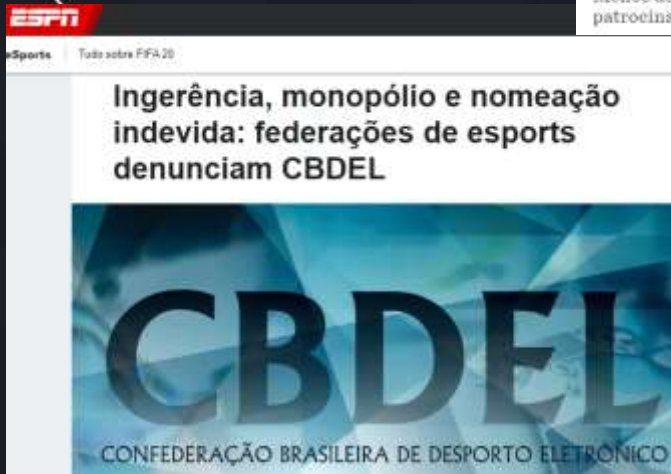 patrocina
ESPN
eSports Tudo sobre FIFA 20
Ingerência, monopólio e nomeação
indevida: federações de esports
denunciam CBDEL
CBDEL
CONFEDERAÇÃO BRASILEIRA DE DESPORTO ELETRÔNICO